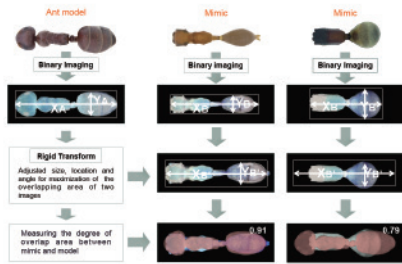 Ant model
Mimic
Mimic
Binary Imaging
Binary imaging
Binary Imaging
XA
YA
XB
YB
XB
YB
Rigid Transform
Adjusted size, location and
angle for maximization of the
overlapping area of two
images
XB'
YB'
XB'
YB'
Measuring the degree of
overlap area between
mimic and model
0.91
0.79